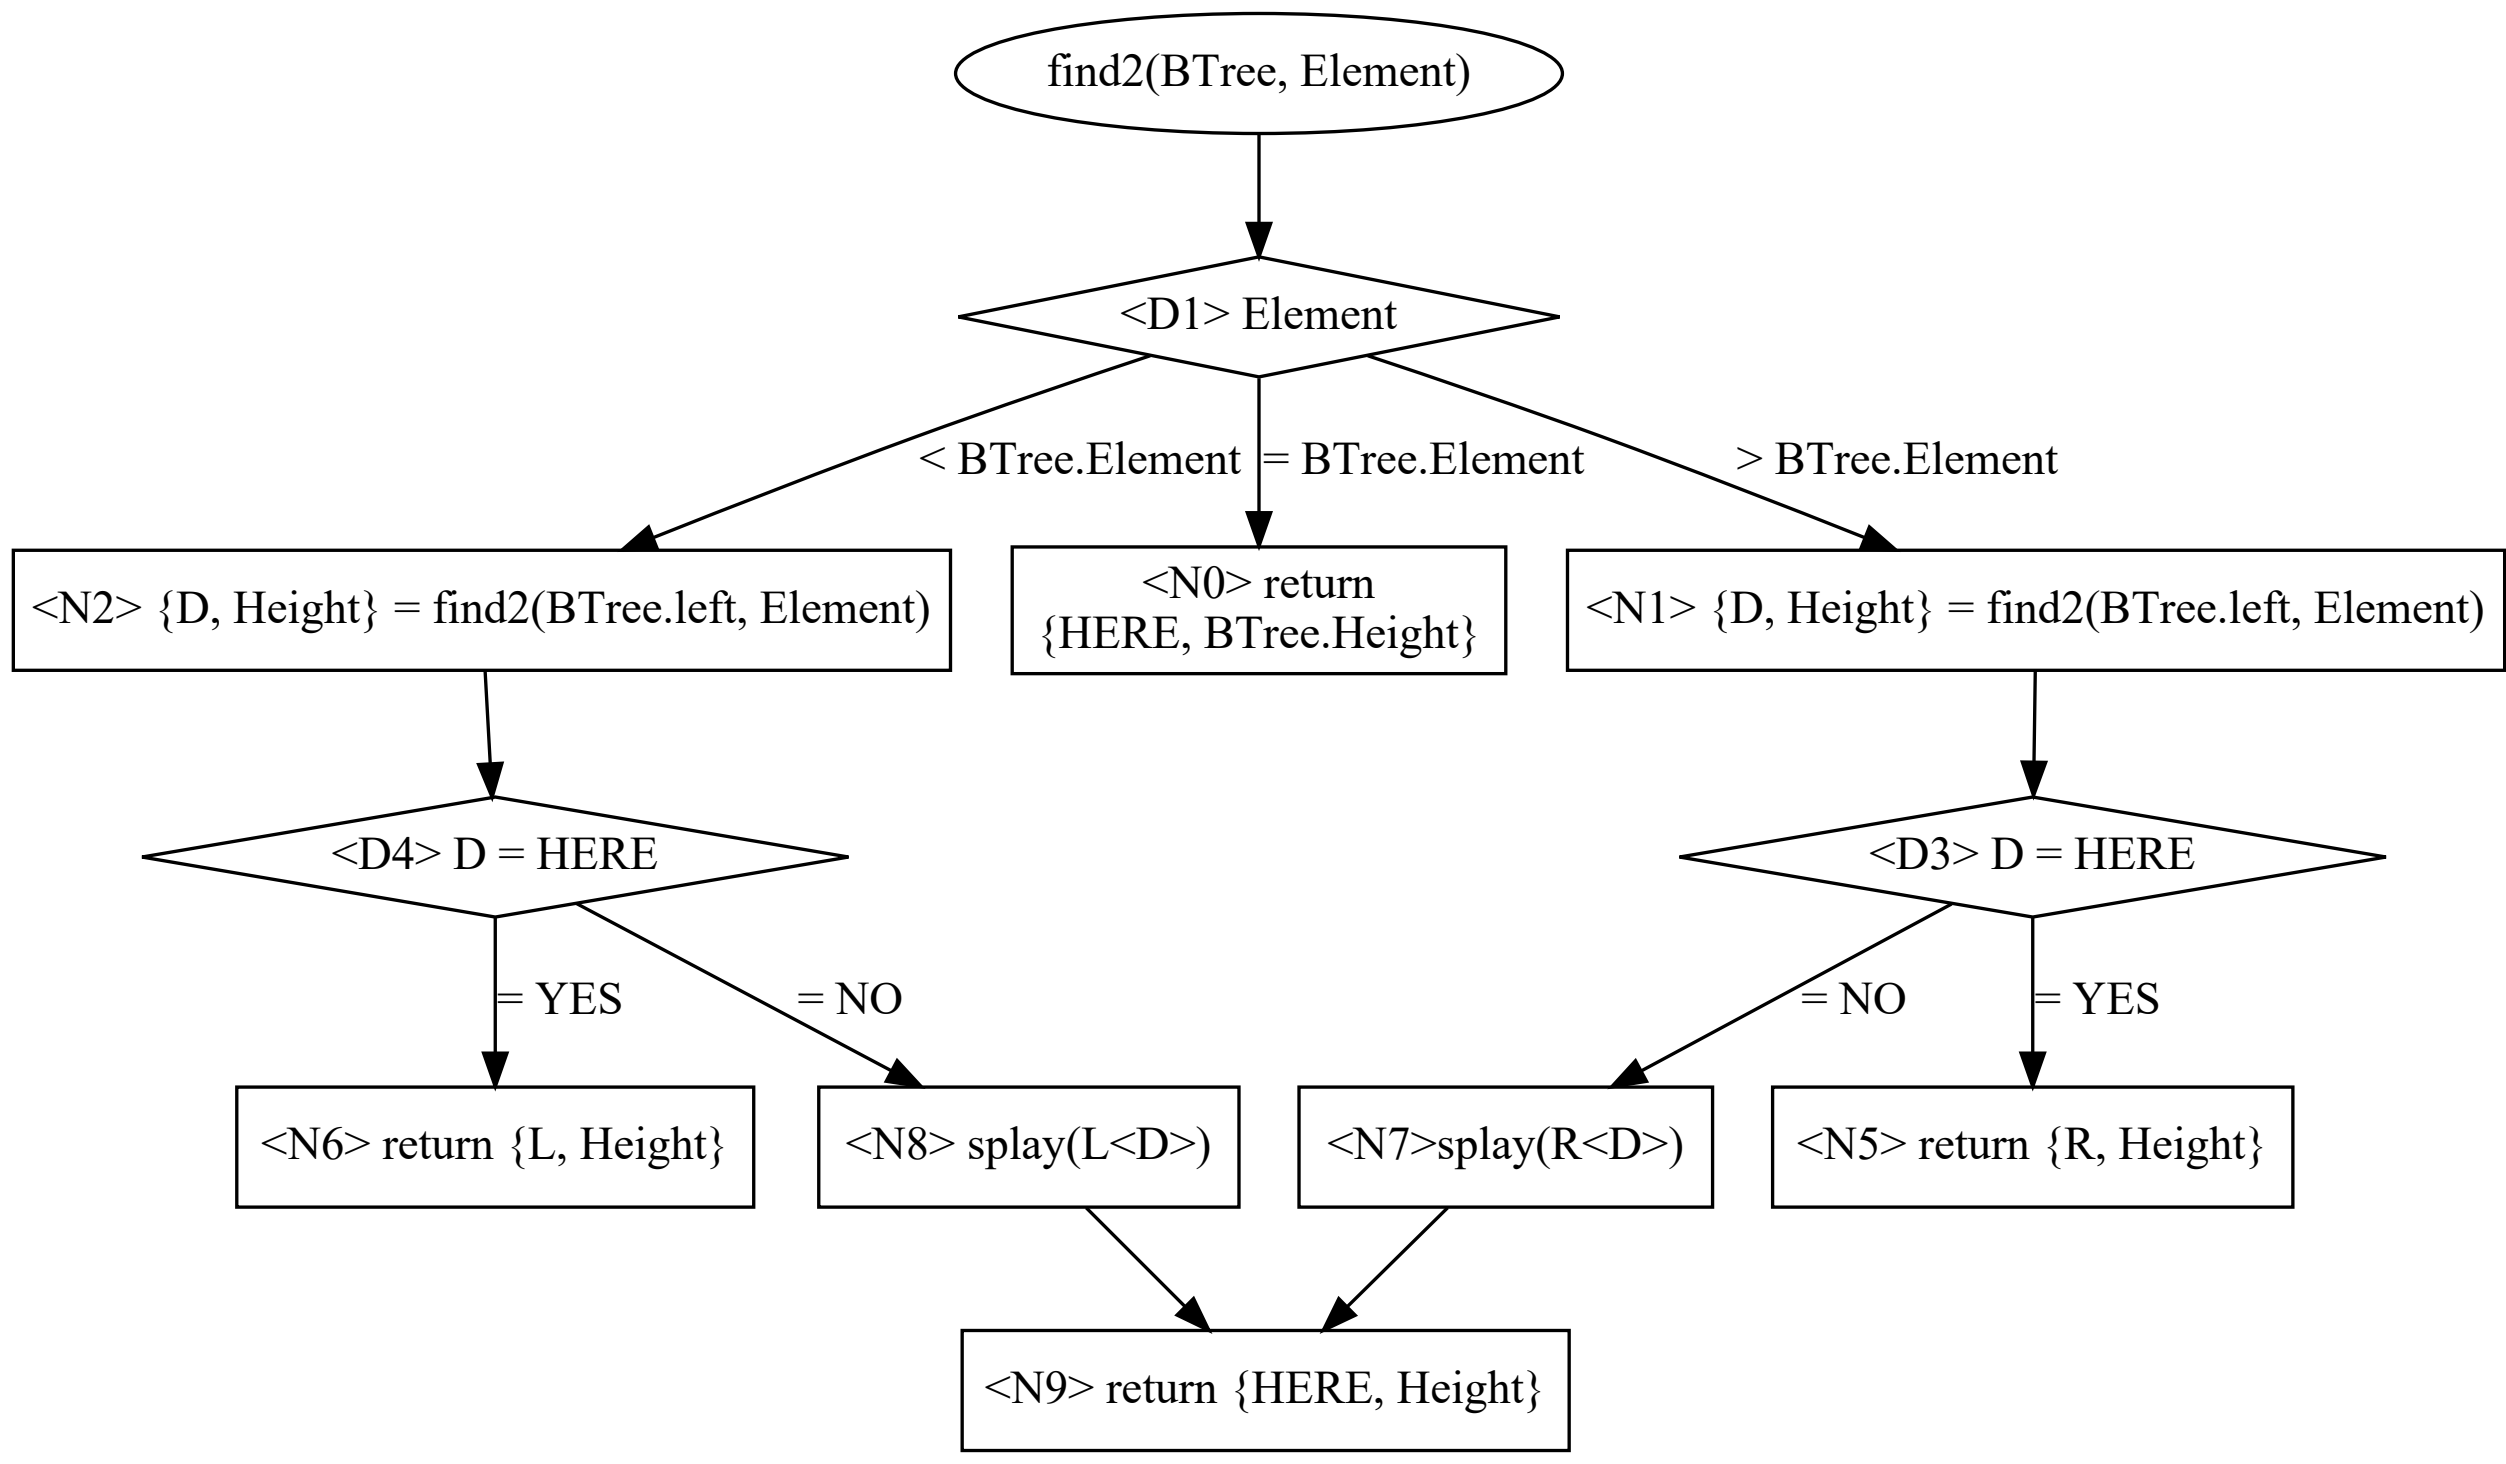 find2(BTree, Element)
<D1> Element
< BTree.Element
= BTree.Element
> BTree.Element
<N2> {D, Height} = find2(BTree.left, Element)
<N0> return
{HERE, BTree.Height}
<N1> {D, Height} = find2(BTree.left, Element)
<D4> D = HERE
<D3> D = HERE
= YES
= NO
= NO
= YES
<N6> return {L, Height}
<N8> splay(L<D>)
<N7>splay(R<D>)
<N5> return {R, Height}
<N9> return {HERE, Height}